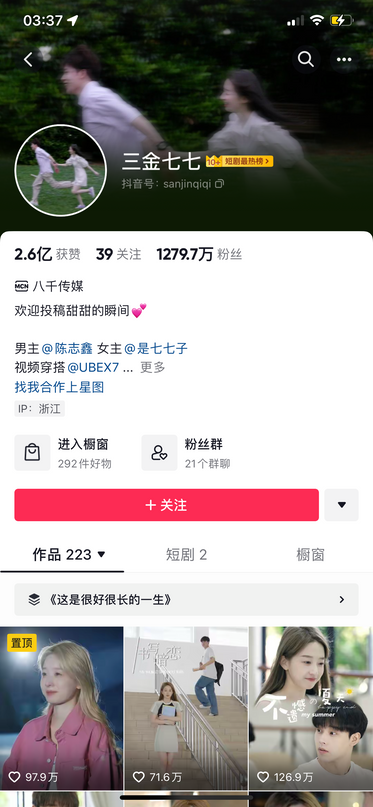 03:37
三金七七 10+ 短剧最热榜
抖音号：sanjinqiqi
2.6亿 获赞 39 关注 1279.7万 粉丝
MCN 八千传媒
欢迎投稿甜甜的瞬间💕
男主@陈志鑫 女主@是七七子
视频穿搭@UBEX7 ... 更多
找我合作上星图
IP：浙江
进入橱窗
292件好物
粉丝群
21个群聊
+ 关注
作品 223 短剧 2 橱窗
《这是很好很长的一生》
置顶
不遗憾の夏天
my summer
97.9万
71.6万
126.9万